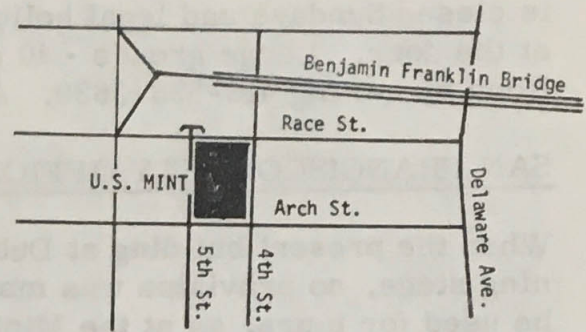 Benjamin Franklin Bridge
Race St.
U.S. MINT
Arch St.
5th St.
4th St.
Delaware Ave.